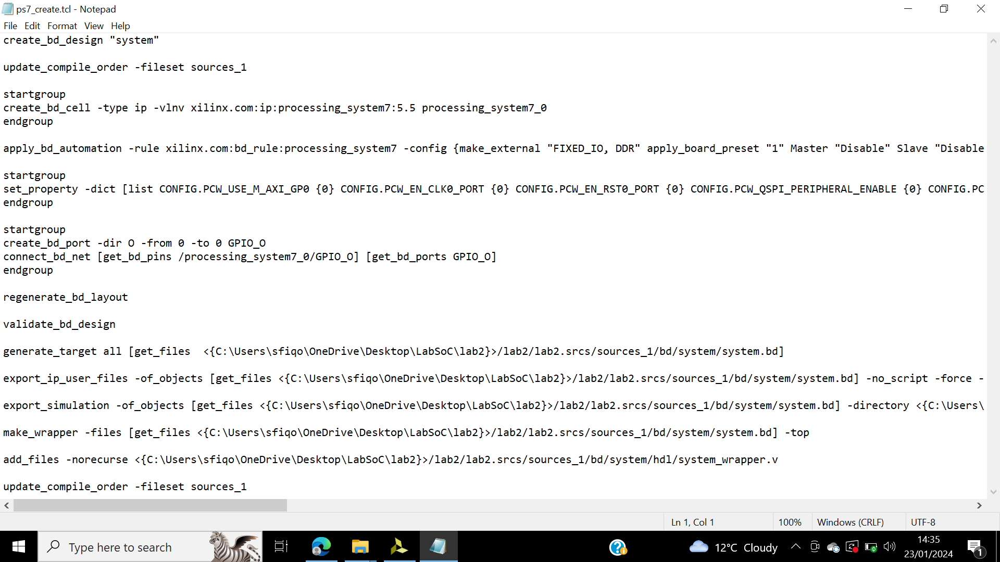 ps7_create.tcl - Notepad
File Edit Format View Help
create_bd_design "system"
update_compile_order -fileset sources_1
startgroup
create_bd_cell -type ip -vlnv xilinx.com:ip:processing_system7:5.5 processing_system7_0
endgroup
apply_bd_automation -rule xilinx.com:bd_rule:processing_system7 -config {make_external "FIXED_IO, DDR" apply_board_preset "1" Master "Disable" Slave "Disable
startgroup
set_property -dict [list CONFIG.PCW_USE_M_AXI_GP0 {0} CONFIG.PCW_EN_CLK0_PORT {0} CONFIG.PCW_EN_RST0_PORT {0} CONFIG.PCW_QSPI_PERIPHERAL_ENABLE {0} CONFIG.PC
endgroup
startgroup
create_bd_port -dir O -from 0 -to 0 GPIO_O
connect_bd_net [get_bd_pins /processing_system7_0/GPIO_O] [get_bd_ports GPIO_O]
endgroup
regenerate_bd_layout
validate_bd_design
generate_target all [get_files  <{C:\Users\sfiqo\OneDrive\Desktop\LabSoC\lab2}>/lab2/lab2.srcs/sources_1/bd/system/system.bd]
export_ip_user_files -of_objects [get_files <{C:\Users\sfiqo\OneDrive\Desktop\LabSoC\lab2}>/lab2/lab2.srcs/sources_1/bd/system/system.bd] -no_script -force -
export_simulation -of_objects [get_files <{C:\Users\sfiqo\OneDrive\Desktop\LabSoC\lab2}>/lab2/lab2.srcs/sources_1/bd/system/system.bd] -directory <{C:\Users\
make_wrapper -files [get_files <{C:\Users\sfiqo\OneDrive\Desktop\LabSoC\lab2}>/lab2/lab2.srcs/sources_1/bd/system/system.bd] -top
add_files -norecurse <{C:\Users\sfiqo\OneDrive\Desktop\LabSoC\lab2}>/lab2/lab2.srcs/sources_1/bd/system/hdl/system_wrapper.v
update_compile_order -fileset sources_1
Ln 1, Col 1 100% Windows (CRLF) UTF-8
Type here to search
12°C Cloudy
14:35
23/01/2024
1